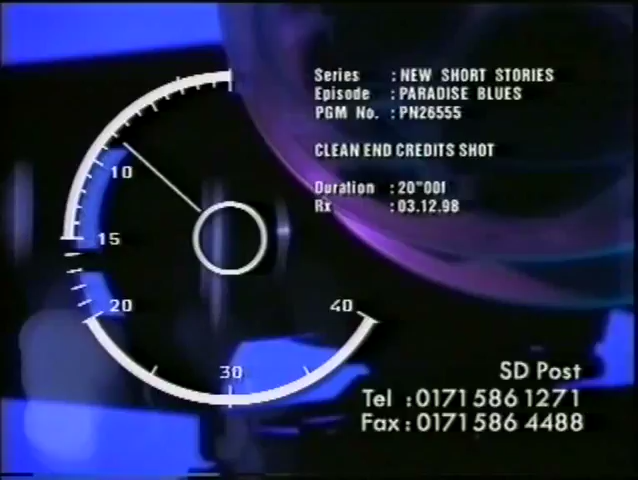 Series : NEW SHORT STORIES
Episode : PARADISE BLUES
PGM No. : PN26555
CLEAN END CREDITS SHOT
Duration : 20"00f
Rx : 03.12.98
10
15
20
40
30
SD Post
Tel : 0171 586 1271
Fax : 0171 586 4488